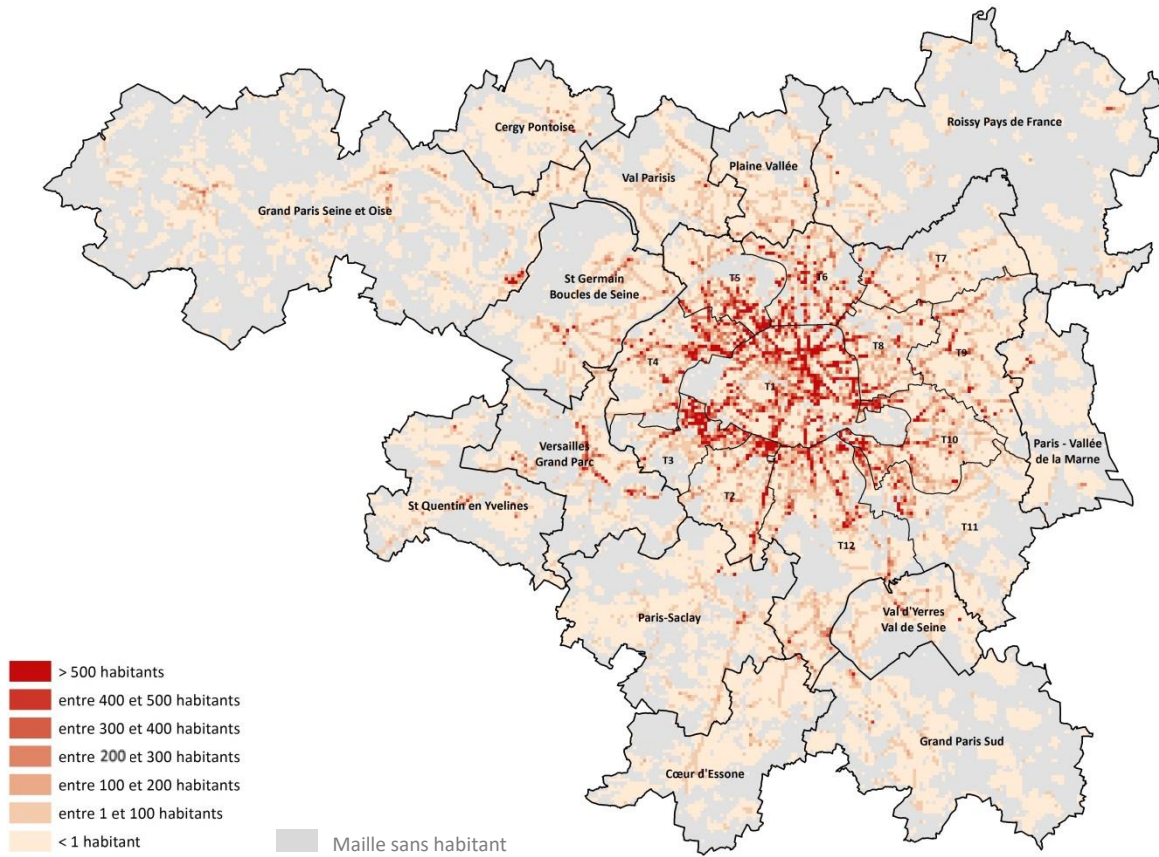 Roissy Pays de France
Cergy Pontoise
Plaine Vallée
Val Parisis
Grand Paris Seine et Oise
T7
St Germain
Boucles de Seine
T5
T6
T8
T9
T4
T1
Versailles
Grand Parc
T10
Paris - Vallée
de la Marne
T3
T2
St Quentin en Yvelines
T11
T12
Paris-Saclay
Val d'Yerres
Val de Seine
Grand Paris Sud
Cœur d'Essone
> 500 habitants
entre 400 et 500 habitants
entre 300 et 400 habitants
entre 200 et 300 habitants
entre 100 et 200 habitants
entre 1 et 100 habitants
< 1 habitant
Maille sans habitant